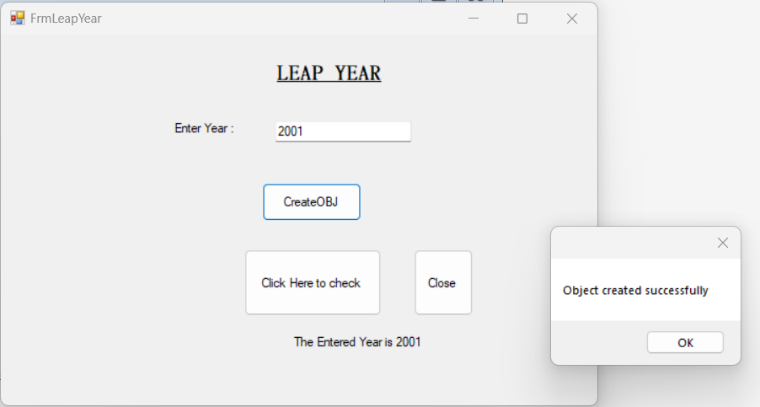 FrmLeapYear
LEAP YEAR
Enter Year :
2001
CreateOBJ
Click Here to check
Close
The Entered Year is 2001
Object created successfully
OK